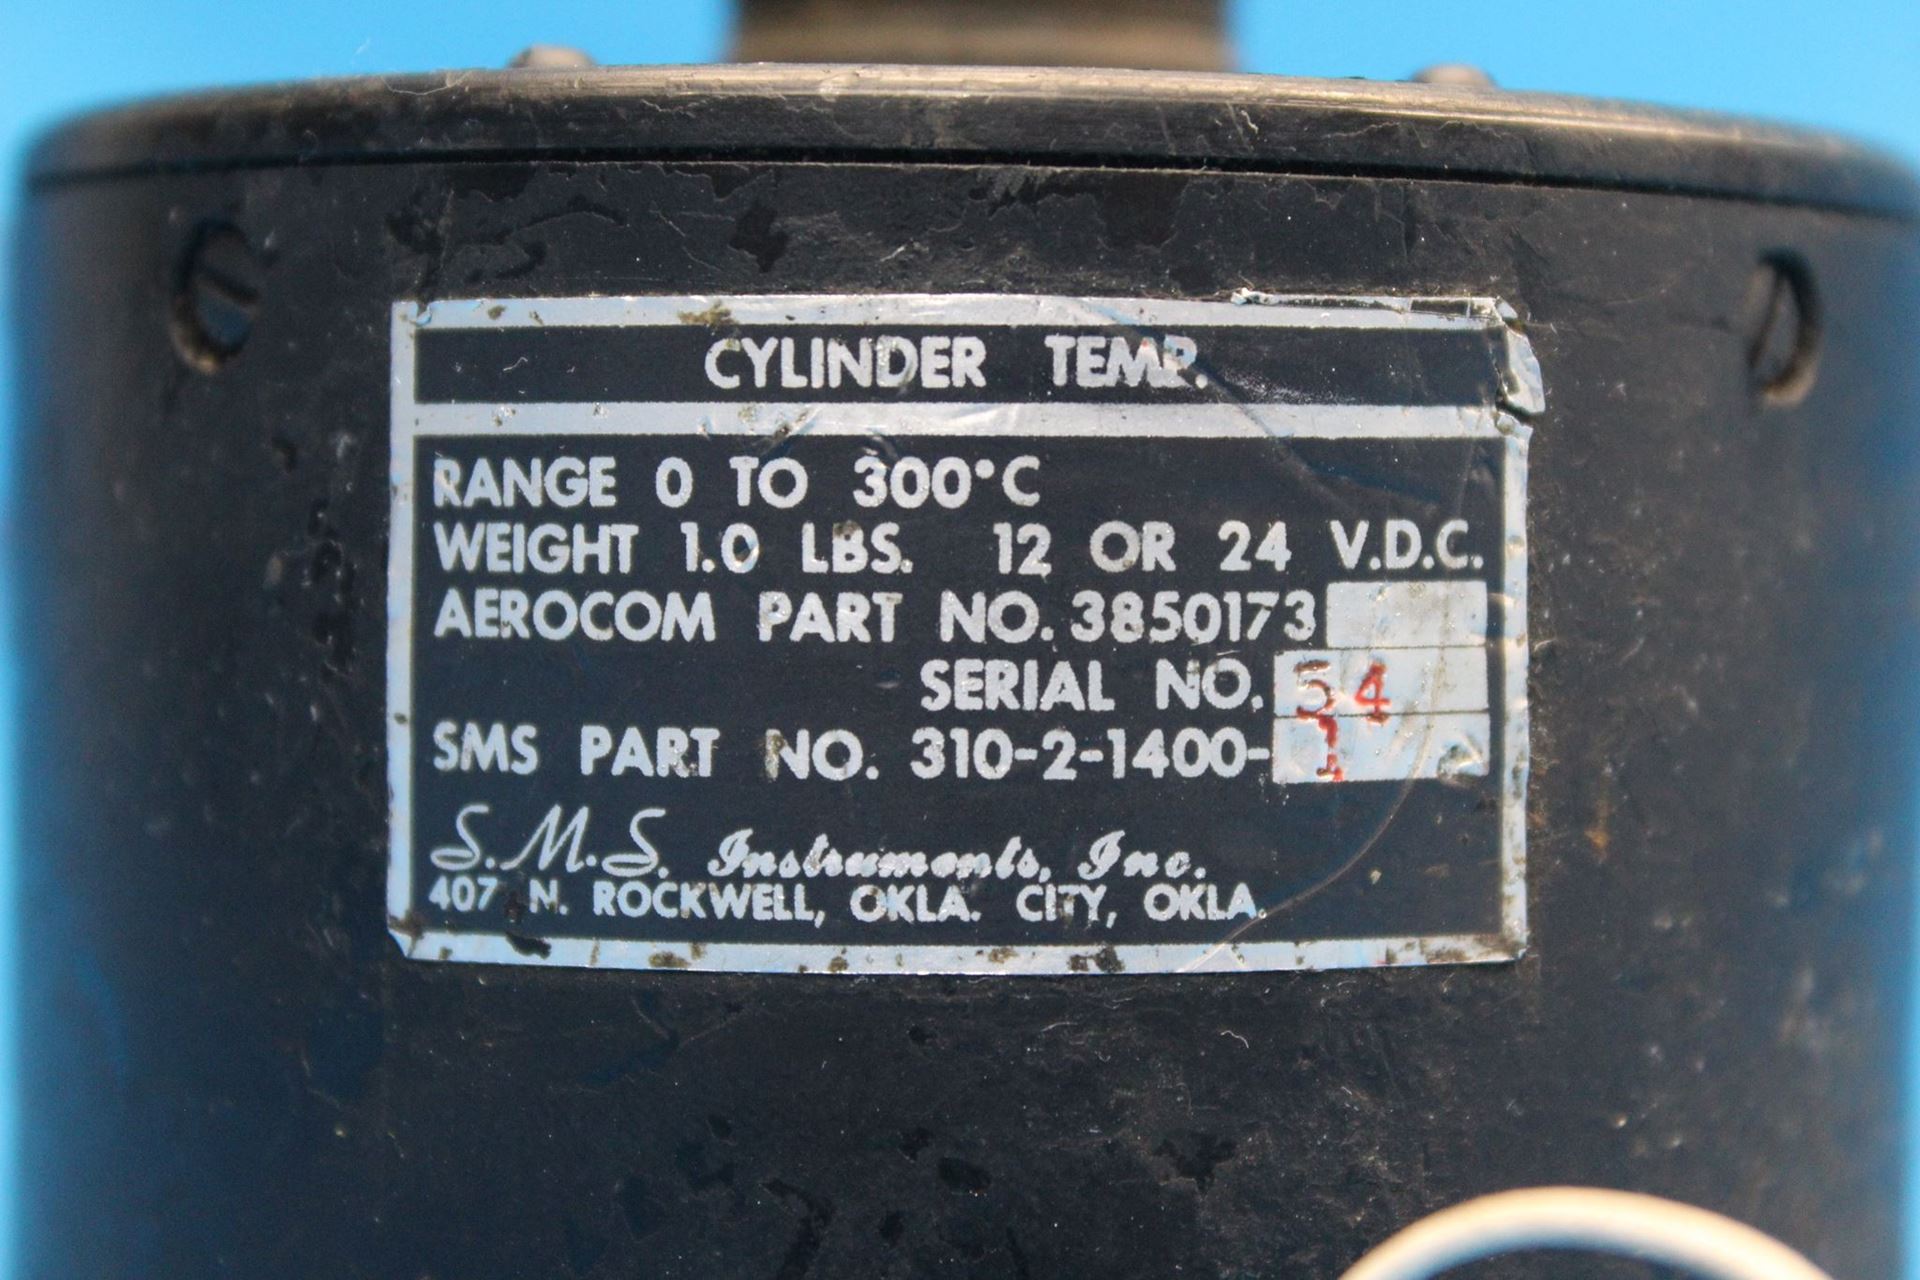 CYLINDER TEMP.
RANGE 0 TO 300°C
WEIGHT 1.0 LBS. 12 OR 24 V.D.C.
AEROCOM PART NO. 3850173
SERIAL NO. 54
SMS PART NO. 310-2-1400-1
S.M.S. Instruments, Inc.
407 N. ROCKWELL, OKLA. CITY, OKLA.